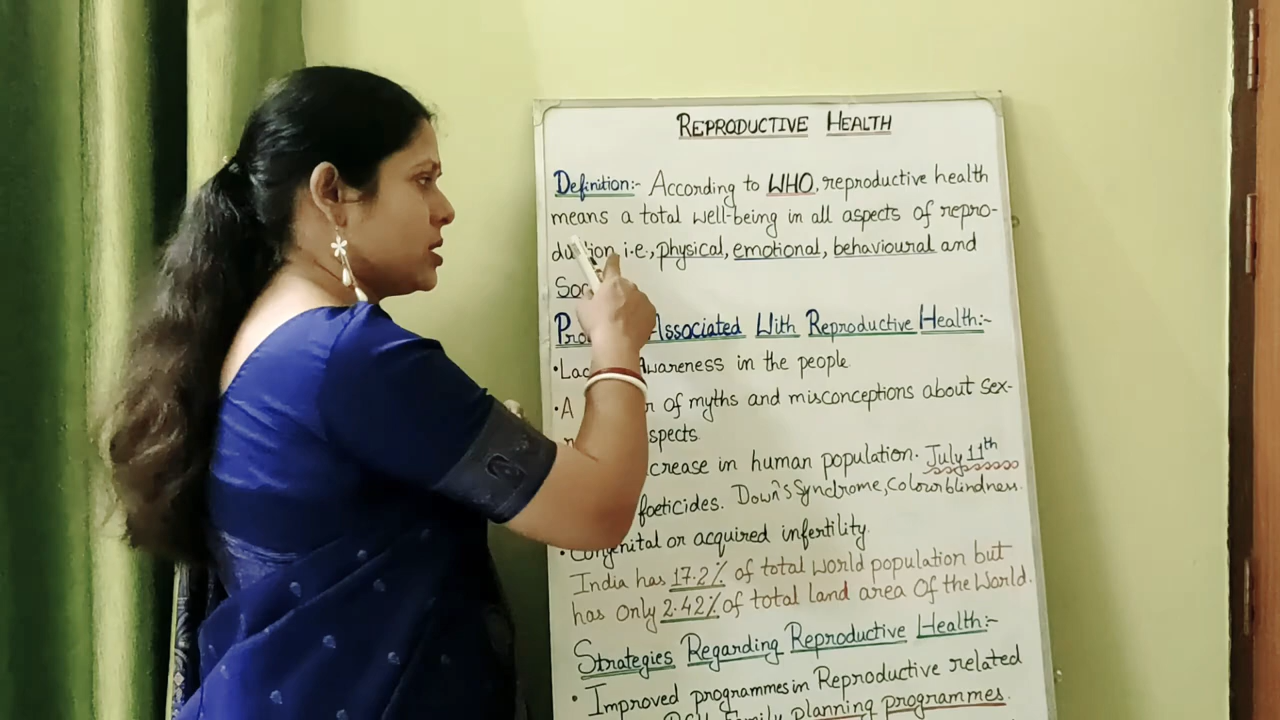 REPRODUCTIVE HEALTH
Definition:- According to WHO, reproductive health
means a total well-being in all aspects of repro-
duction i.e., physical, emotional, behavioural and
Associated With Reproductive Health:-
• Awareness in the people
• A of myths and misconceptions about sex-
in human population. July 11th
foeticides. Down's Syndrome, Colourblindness.
• Congenital or acquired infertility.
India has 17.2% of total world population but
has only 2.42% of total land area Of the World.
Strategies Regarding Reproductive Health:-
• Improved programmes in Reproductive related
Family planning programmes.